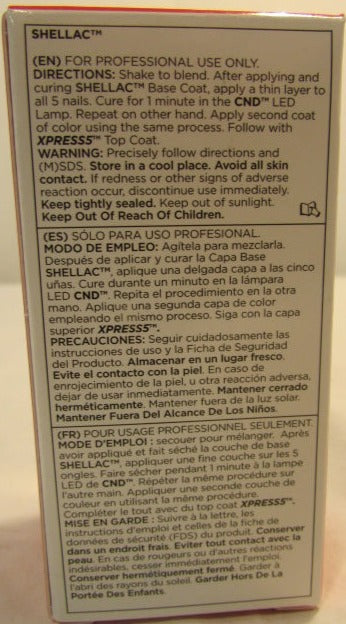 SHELLAC™
(EN) FOR PROFESSIONAL USE ONLY.
DIRECTIONS: Shake to blend. After applying and
curing SHELLAC™ Base Coat, apply a thin layer to
all 5 nails. Cure for 1 minute in the CND™ LED
Lamp. Repeat on other hand. Apply second coat
of color using the same process. Follow with
XPRESS5™ Top Coat.
WARNING: Precisely follow directions and
(M)SDS. Store in a cool place. Avoid all skin
contact. If redness or other signs of adverse
reaction occur, discontinue use immediately.
Keep tightly sealed. Keep out of sunlight.
Keep Out Of Reach Of Children.
(ES) SÓLO PARA USO PROFESIONAL.
MODO DE EMPLEO: Agítela para mezclarla.
Después de aplicar y curar la Capa Base
SHELLAC™, aplique una delgada capa a las cinco
uñas. Cure durante un minuto en la lámpara
LED CND™. Repita el procedimiento en la otra
mano. Aplique una segunda capa de color
empleando el mismo proceso. Siga con la capa
superior XPRESS5™.
PRECAUCIONES: Seguir cuidadosamente las
instrucciones de uso y la Ficha de Seguridad
del Producto. Almacenar en un lugar fresco.
Evite el contacto con la piel. En caso de
enrojecimiento de la piel, u otra reacción adversa,
dejar de usar inmediatamente. Mantener cerrado
herméticamente. Mantener fuera de la luz solar.
Mantener Fuera Del Alcance De Los Niños.
(FR) POUR USAGE PROFESSIONNEL SEULEMENT.
MODE D'EMPLOI : secouer pour mélanger. Après
avoir appliqué et fait séché la couche de base
SHELLAC™, appliquer une fine couche sur les 5
ongles. Faire sécher pendant 1 minute à la lampe
LED de CND™. Répéter la même procédure sur
l'autre main. Appliquer une seconde couche de
couleur en utilisant la même procédure.
Compléter le tout avec du top coat XPRESS5™.
MISE EN GARDE : Suivre à la lettre, les
instructions d'emploi et celles de la fiche de
données de sécurité (FDS) du produit. Conserver
dans un endroit frais. Eviter tout contact avec la
peau. En cas de rougeurs ou d'autres réactions
indésirables, cesser immédiatement l'emploi.
Conserver hermétiquement fermé. Garder à
l'abri des rayons du soleil. Garder Hors De La
Portée Des Enfants.